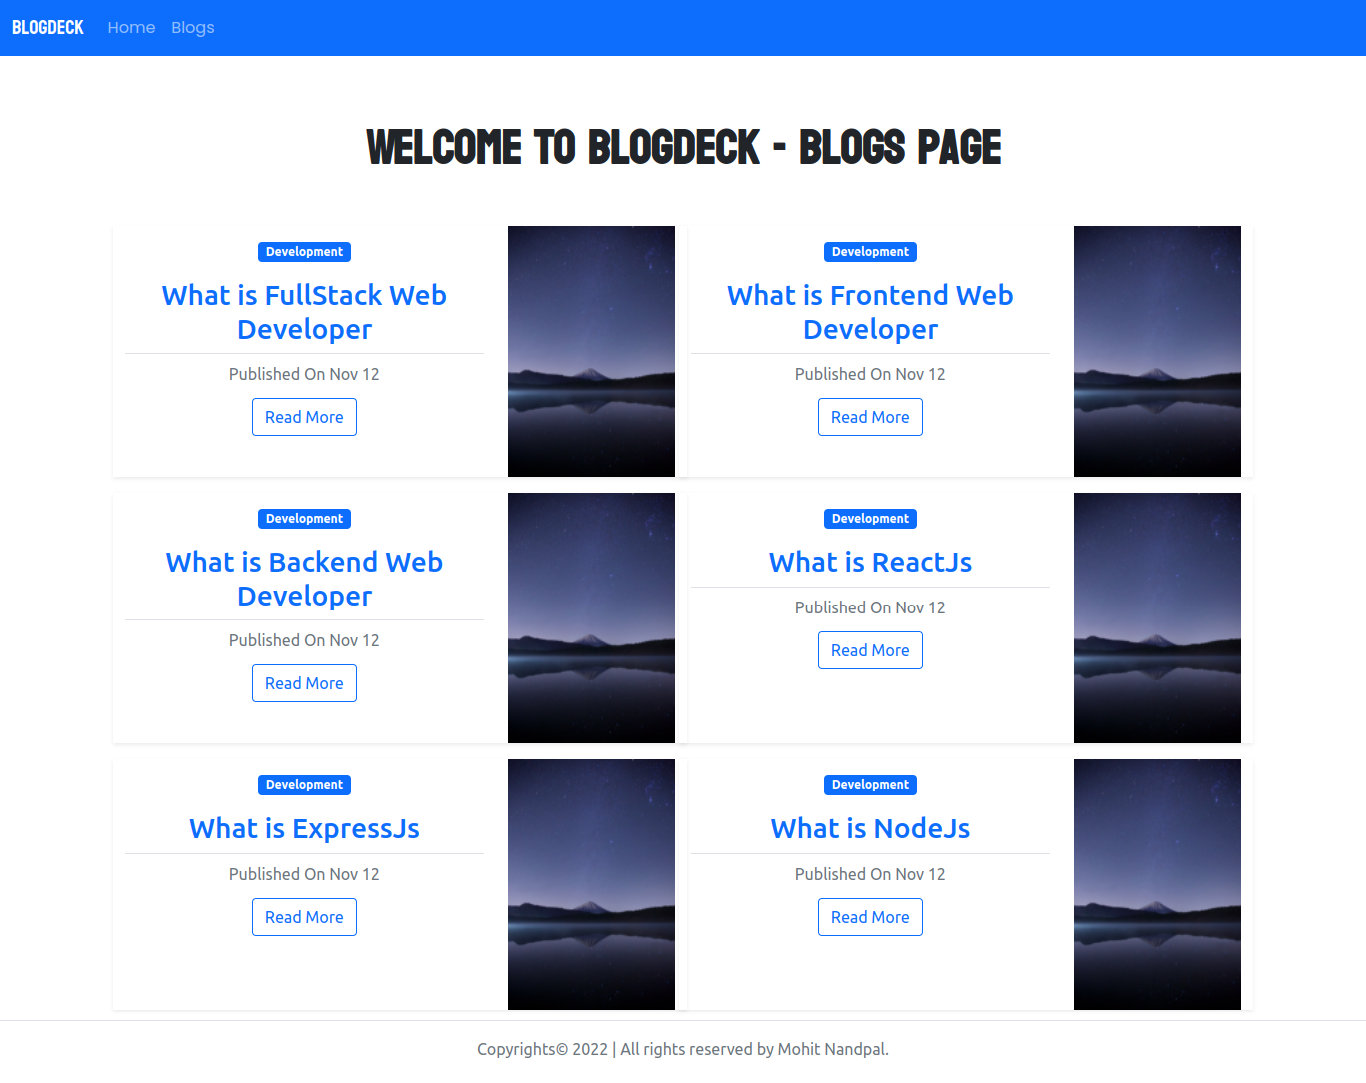 BLOGDECK Home Blogs
WELCOME TO BLOGDECK - BLOGS PAGE
Development
What is FullStack Web
Developer
Published On Nov 12
Read More
Development
What is Frontend Web
Developer
Published On Nov 12
Read More
Development
What is Backend Web
Developer
Published On Nov 12
Read More
Development
What is ReactJs
Published On Nov 12
Read More
Development
What is ExpressJs
Published On Nov 12
Read More
Development
What is NodeJs
Published On Nov 12
Read More
Copyrights© 2022 | All rights reserved by Mohit Nandpal.